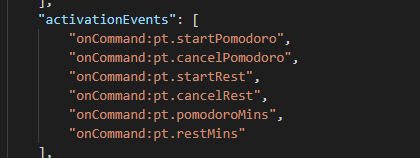 ],
"activationEvents": [
"onCommand:pt.startPomodoro",
"onCommand:pt.cancelPomodoro",
"onCommand:pt.startRest",
"onCommand:pt.cancelRest",
"onCommand:pt.pomodoroMins",
"onCommand:pt.restMins"
],